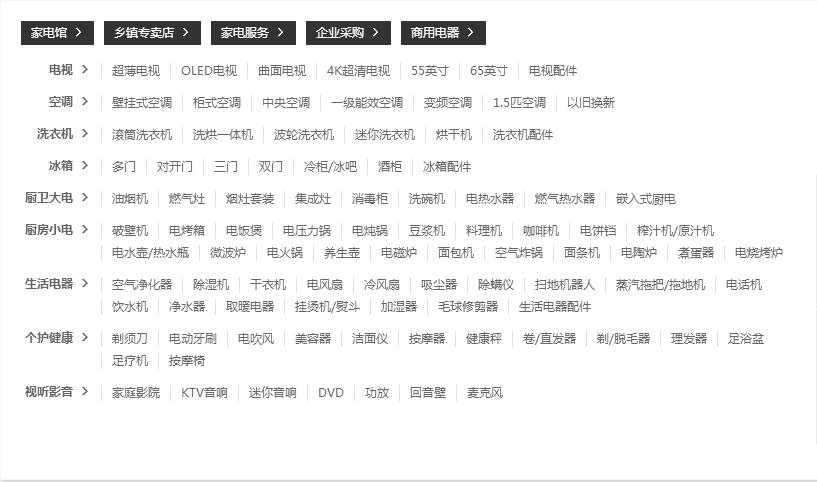 家电馆 > 乡镇专卖店 > 家电服务 > 企业采购 > 商用电器 >
电视 > 超薄电视 OLED电视 曲面电视 4K超清电视 55英寸 65英寸 电视配件
空调 > 壁挂式空调 柜式空调 中央空调 一级能效空调 变频空调 1.5匹空调 以旧换新
洗衣机 > 滚筒洗衣机 洗烘一体机 波轮洗衣机 迷你洗衣机 烘干机 洗衣机配件
冰箱 > 多门 对开门 三门 双门 冷柜/冰吧 酒柜 冰箱配件
厨卫大电 > 油烟机 燃气灶 烟灶套装 集成灶 消毒柜 洗碗机 电热水器 燃气热水器 嵌入式厨电
厨房小电 > 破壁机 电烤箱 电饭煲 电压力锅 电炖锅 豆浆机 料理机 咖啡机 电饼铛 榨汁机/原汁机
电水壶/热水瓶 微波炉 电火锅 养生壶 电磁炉 面包机 空气炸锅 面条机 电陶炉 煮蛋器 电烧烤炉
生活电器 > 空气净化器 除湿机 干衣机 电风扇 冷风扇 吸尘器 除螨仪 扫地机器人 蒸汽拖把/拖地机 电话机
饮水机 净水器 取暖电器 挂烫机/熨斗 加湿器 毛球修剪器 生活电器配件
个护健康 > 剃须刀 电动牙刷 电吹风 美容器 洁面仪 按摩器 健康秤 卷/直发器 剃/脱毛器 理发器 足浴盆
足疗机 按摩椅
视听影音 > 家庭影院 KTV音响 迷你音响 DVD 功放 回音壁 麦克风